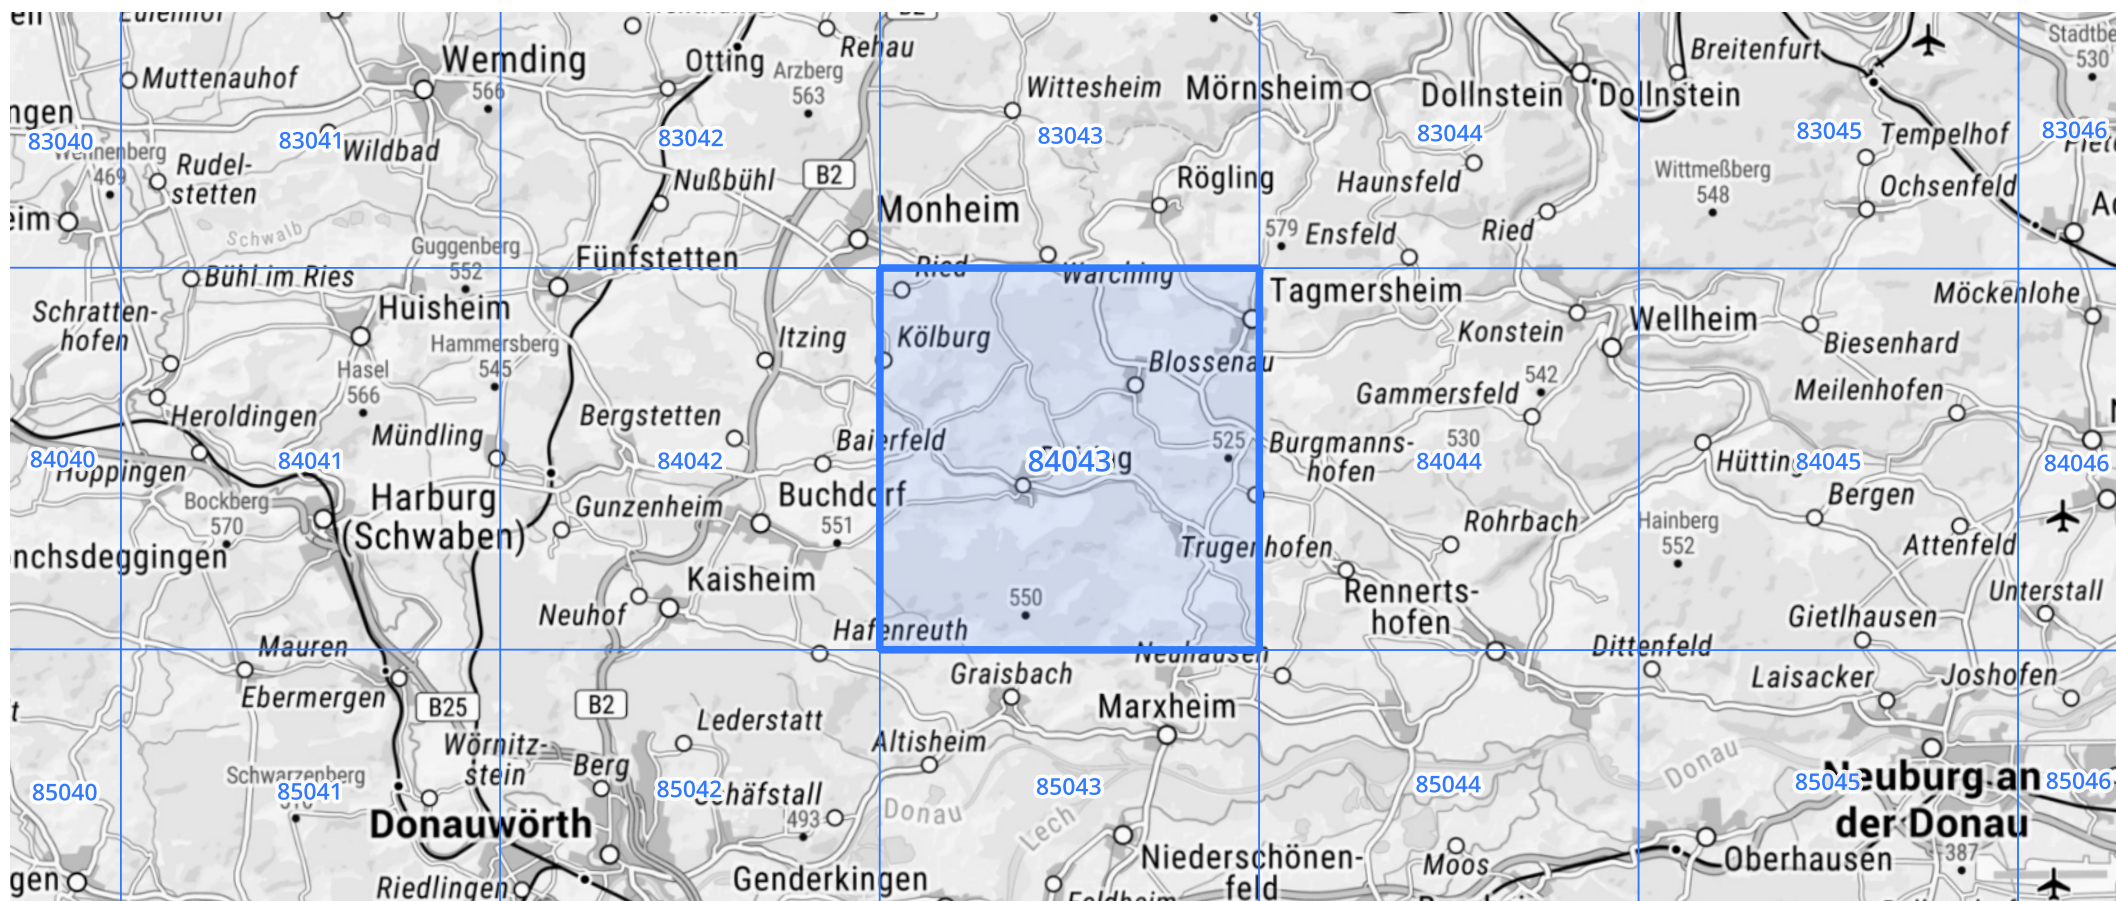 Wemding
566
Otting
Arzberg
563
Rehau
Wittesheim
Mörnsheim
Dollnstein
Dollnstein
Breitenfurt
530
Muttenauhof
83040
83041
83042
83043
83044
83045
83046
Wildbad
469
Rudel-
stetten
Nußbühl
B2
Rögling
Haunsfeld
Wittmeßberg
548
Tempelhof
Ochsenfeld
Monheim
Schwalb
Guggenberg
552
Fünfstetten
579
Ensfeld
Ried
Bühl im Ries
Ried
Warching
Schratten-
hofen
Huisheim
Tagmersheim
Möckenlohe
Hammersberg
545
Itzing
Kölburg
Konstein
Wellheim
Biesenhard
Hasel
566
Blossenau
Gammersfeld
542
Meilenhofen
Heroldingen
Mündling
Bergstetten
Baierfeld
525
Burgmanns-
hofen
530
84040
84041
84042
84043
84044
84045
84046
Hoppingen
Bockberg
570
Harburg
(Schwaben)
Gunzenheim
Buchdorf
551
Rohrbach
Hainberg
552
Bergen
Attenfeld
Trugenhofen
Kaisheim
Neuhof
550
Rennerts-
hofen
Unterstall
Gietlhausen
Hafenreuth
Mauren
Neuhausen
Dittenfeld
Ebermergen
B25
B2
Graisbach
Marxheim
Laisacker
Joshofen
Lederstatt
Altisheim
Wörnitz-
stein
Berg
Donau
Schwarzenberg
85040
85041
85042
85043
85044
85045
85046
Schäfstall
493
Neuburg an
der Donau
387
Donauwörth
Donau
Lech
Riedlingen
Genderkingen
Niederschönen-
feld
Moos
Oberhausen
Feldheim